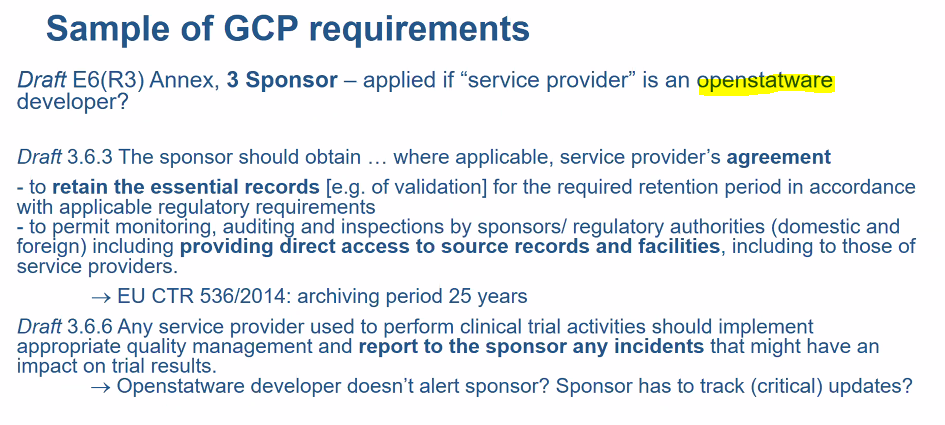 Sample of GCP requirements
Draft E6(R3) Annex, 3 Sponsor – applied if “service provider” is an openstatware
developer?
Draft 3.6.3 The sponsor should obtain … where applicable, service provider’s agreement
- to retain the essential records [e.g. of validation] for the required retention period in accordance
with applicable regulatory requirements
- to permit monitoring, auditing and inspections by sponsors/ regulatory authorities (domestic and
foreign) including providing direct access to source records and facilities, including to those of
service providers.
→ EU CTR 536/2014: archiving period 25 years
Draft 3.6.6 Any service provider used to perform clinical trial activities should implement
appropriate quality management and report to the sponsor any incidents that might have an
impact on trial results.
→ Openstatware developer doesn’t alert sponsor? Sponsor has to track (critical) updates?